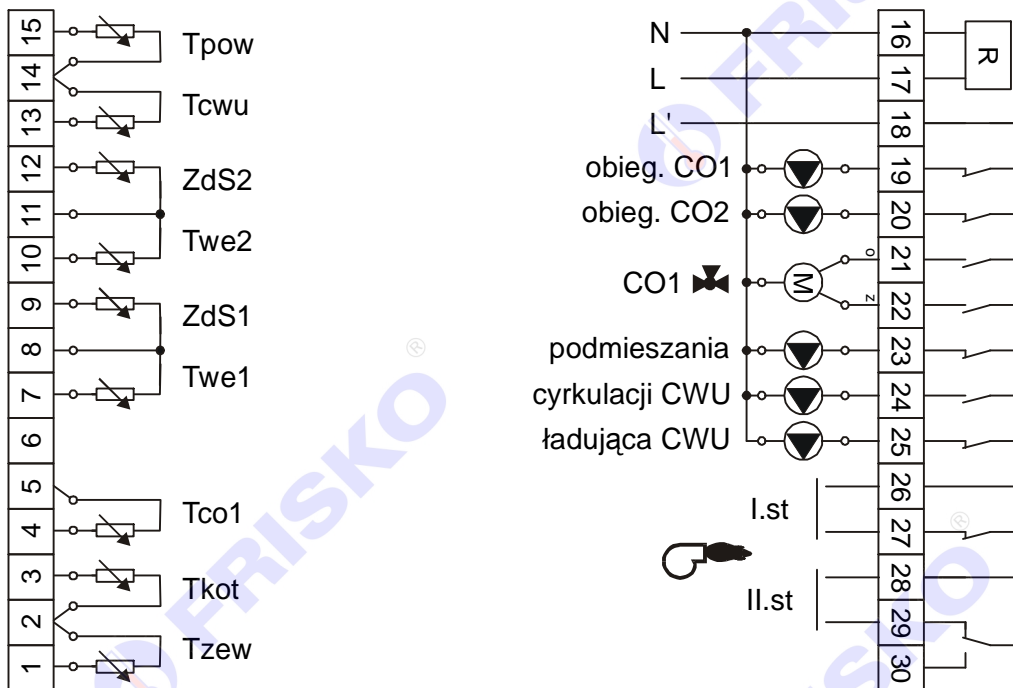 15
14
13
12
11
10
9
8
7
6
5
4
3
2
1
Tpow
Tcwu
ZdS2
Twe2
ZdS1
Twe1
Tco1
Tkot
Tzew
N
L
L'
obieg. CO1
obieg. CO2
CO1
podmieszania
cyrkulacji CWU
ładująca CWU
I.st
II.st
M
o
z
16
17
18
19
20
21
22
23
24
25
26
27
28
29
30
R
FRISKO ®
FRISKO
FRISKO ®